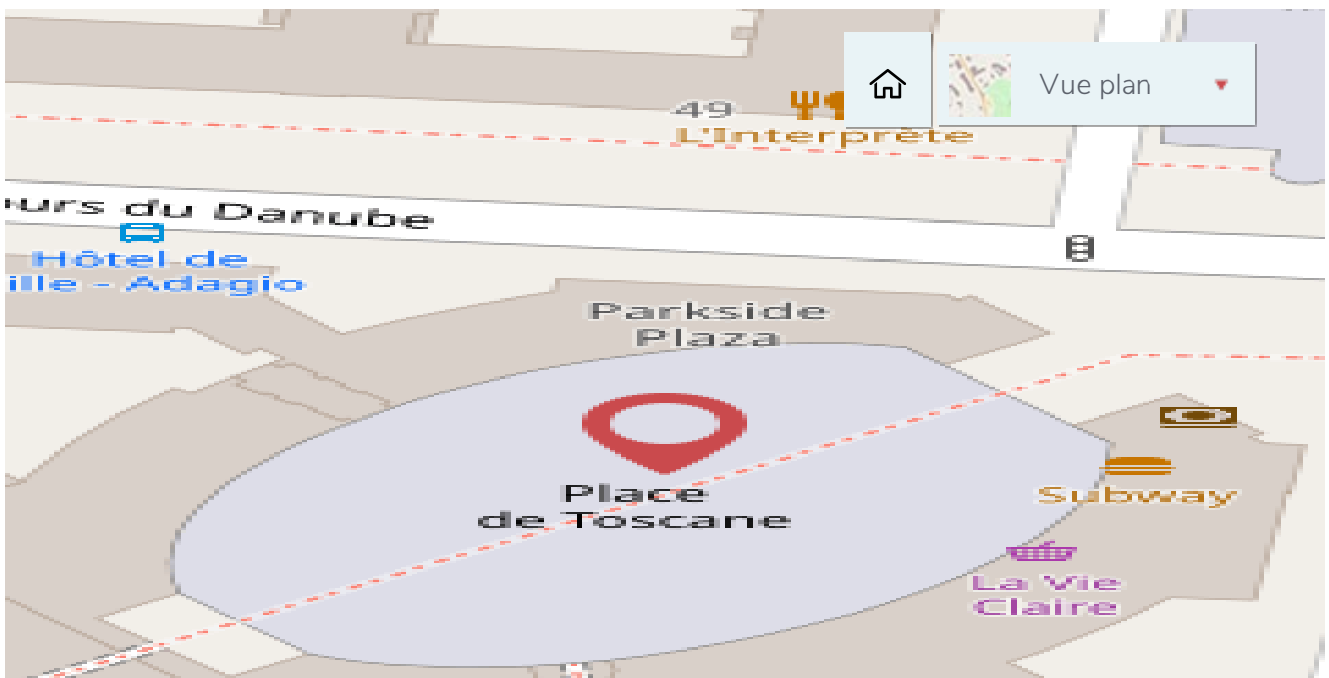 Vue plan
49
L'Interprète
urs du Danube
Hôtel de
ille - Adagio
Parkside
Plaza
Place
de Toscane
Subway
La Vie
Claire